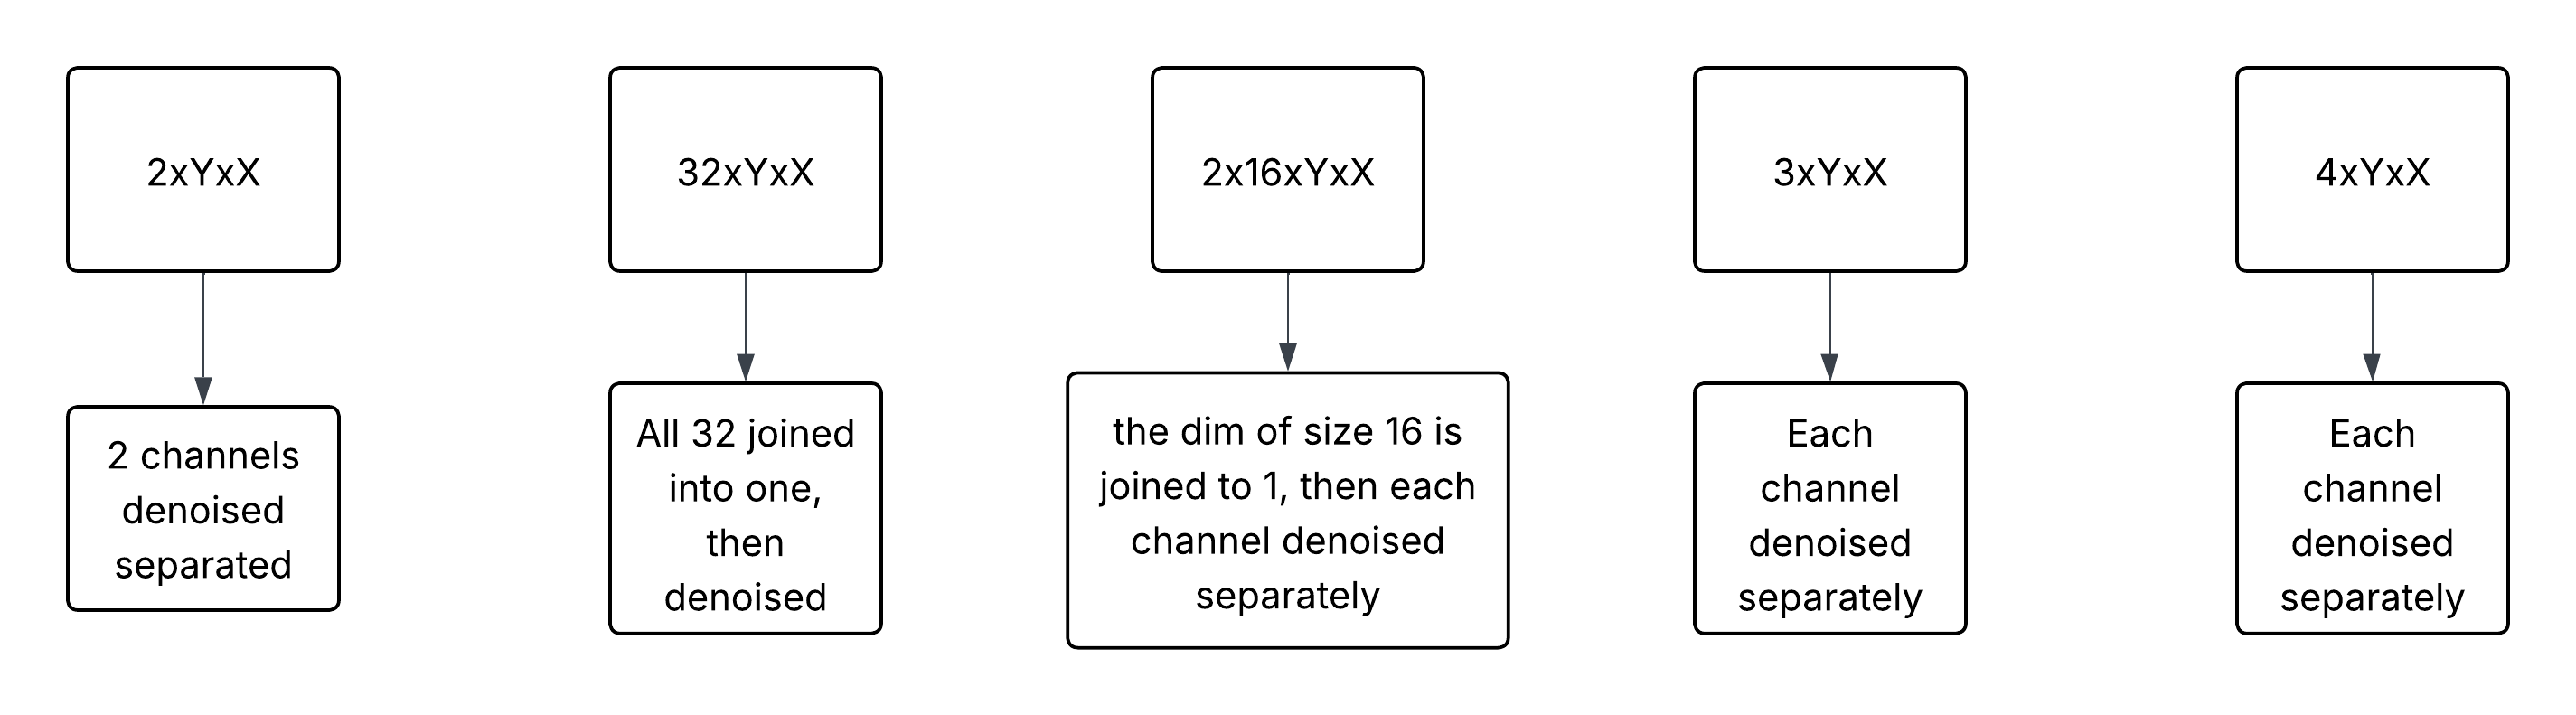 2xYxX
32xYxX
2x16xYxX
3xYxX
4xYxX
2 channels
denoised
separated
All 32 joined
into one,
then
denoised
the dim of size 16 is
joined to 1, then each
channel denoised
separately
Each
channel
denoised
separately
Each
channel
denoised
separately